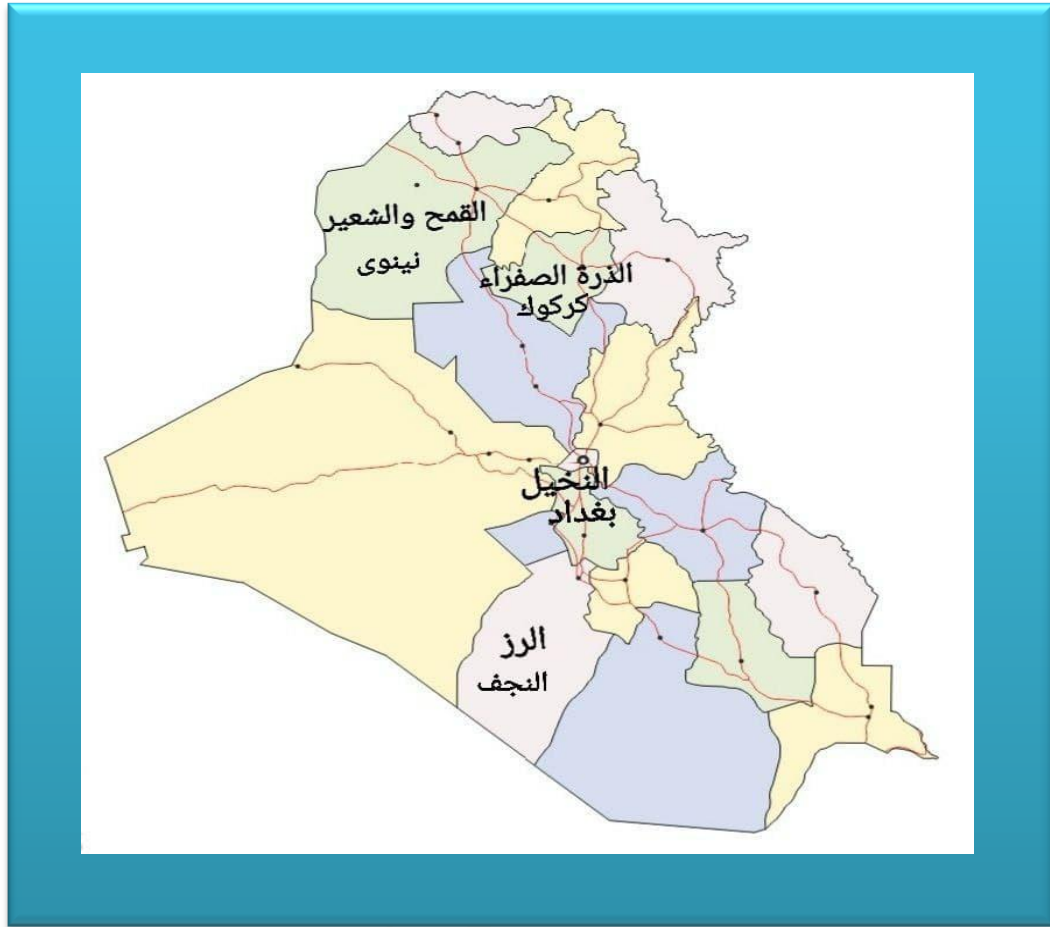 القمح والشعير
نينوى
الذرة الصفراء
كركوك
النخيل
بغداد
الرز
النجف